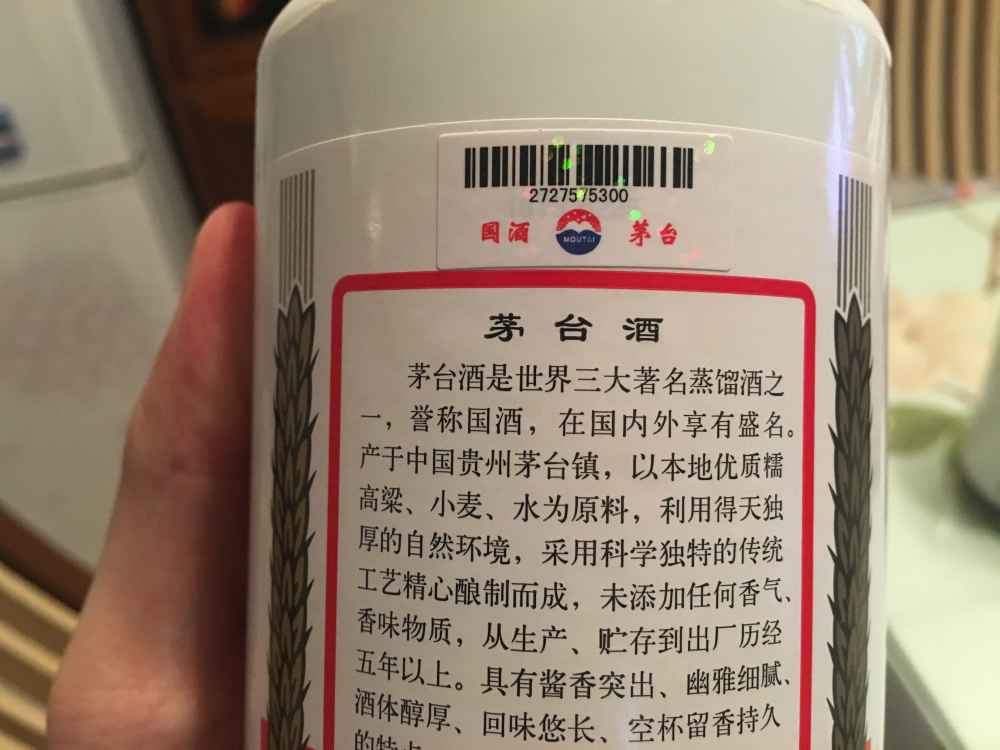 2727575300
国酒 MOUTAI 茅台
茅台酒
茅台酒是世界三大著名蒸馏酒之
一，誉称国酒，在国内外享有盛名。
产于中国贵州茅台镇，以本地优质糯
高粱、小麦、水为原料，利用得天独
厚的自然环境，采用科学独特的传统
工艺精心酿制而成，未添加任何香气、
香味物质，从生产、贮存到出厂历经
五年以上。具有酱香突出、幽雅细腻、
酒体醇厚、回味悠长、空杯留香持久
的特点